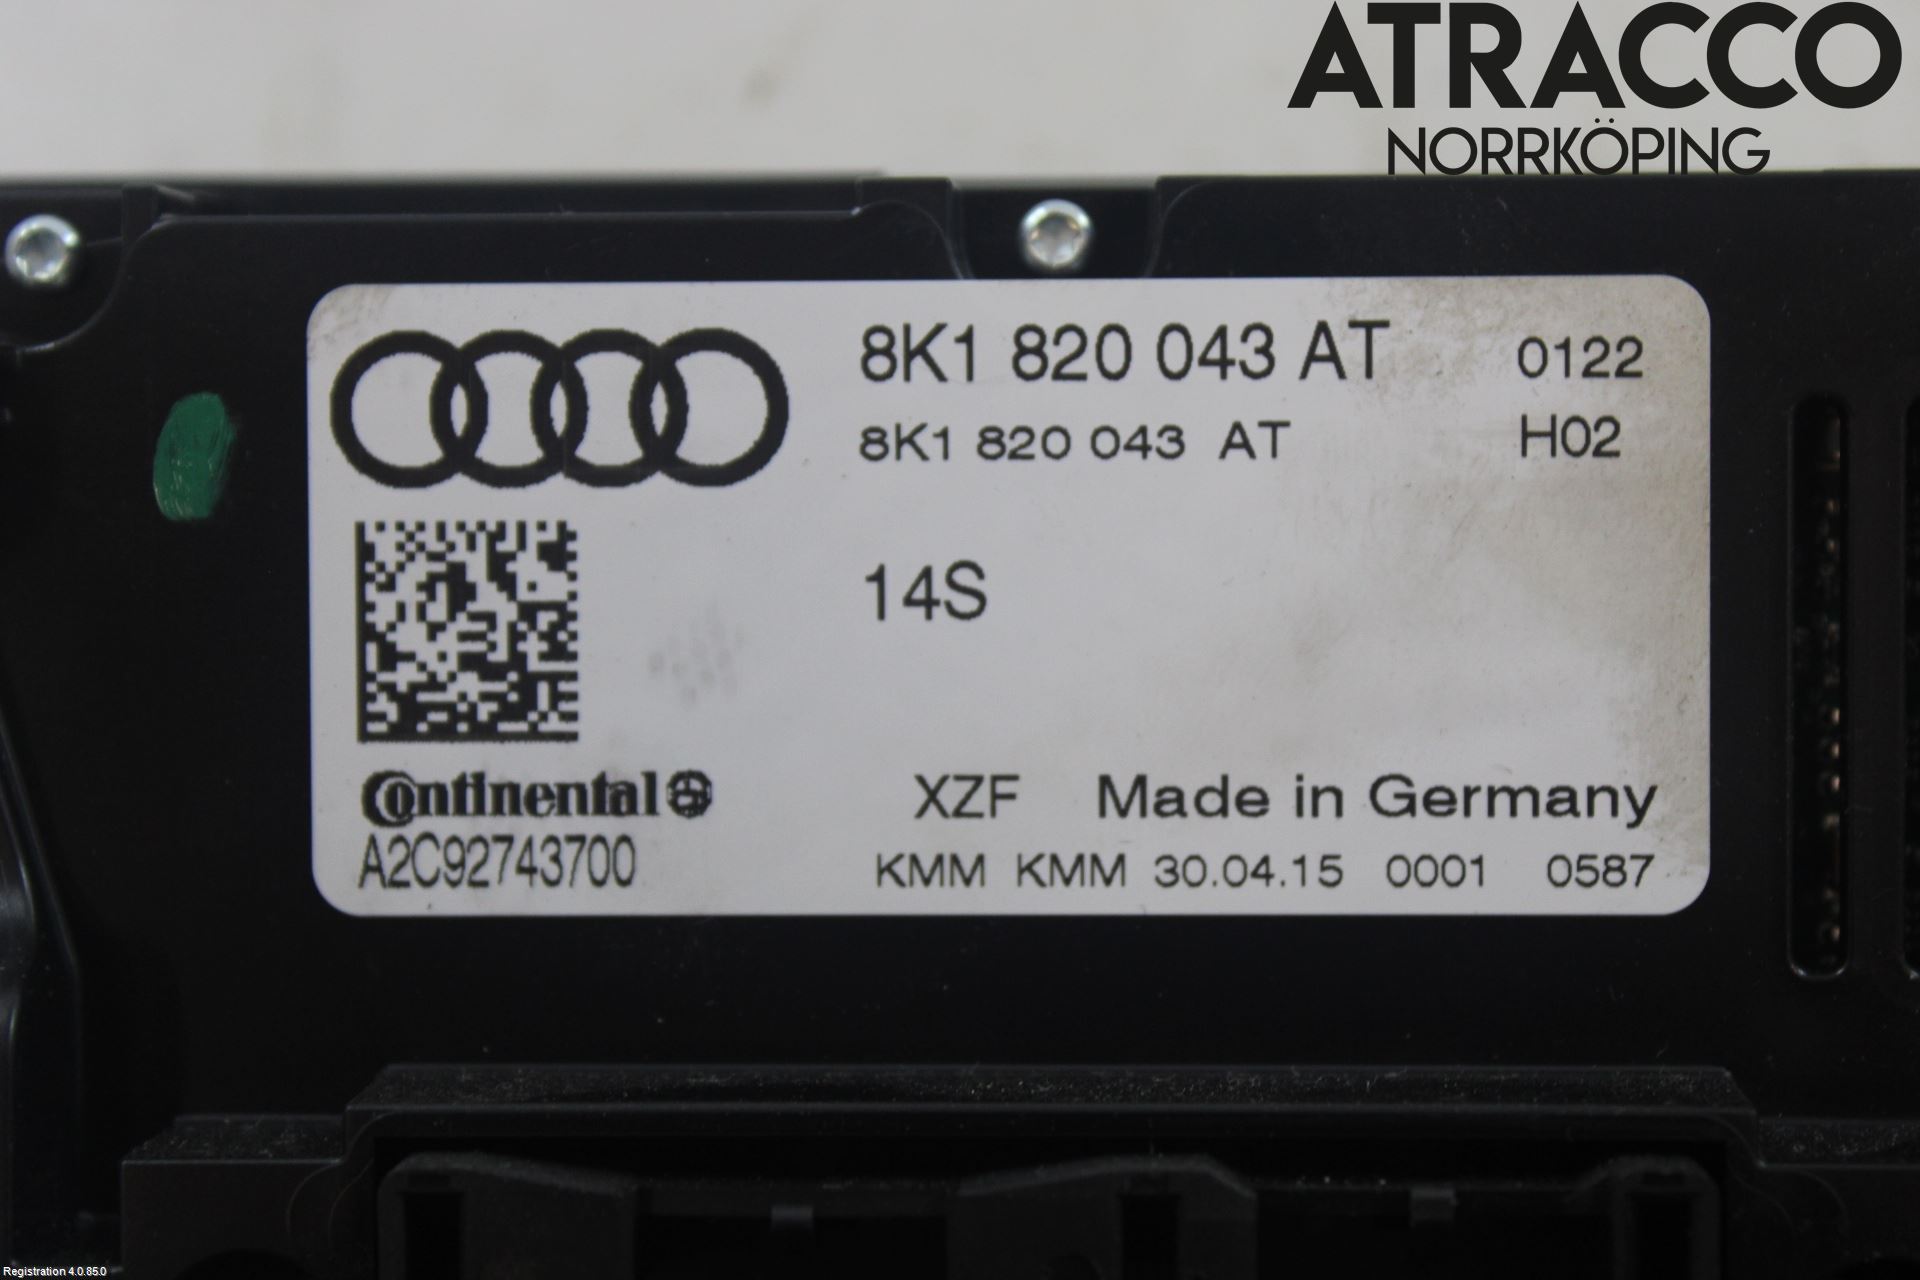 ATRACCO
NORRKÖPING
8K1 820 043 AT 0122
8K1 820 043 AT H02
14S
Continental
A2C92743700
XZF Made in Germany
KMM KMM 30.04.15 0001 0587
Registration 4.0.85.0